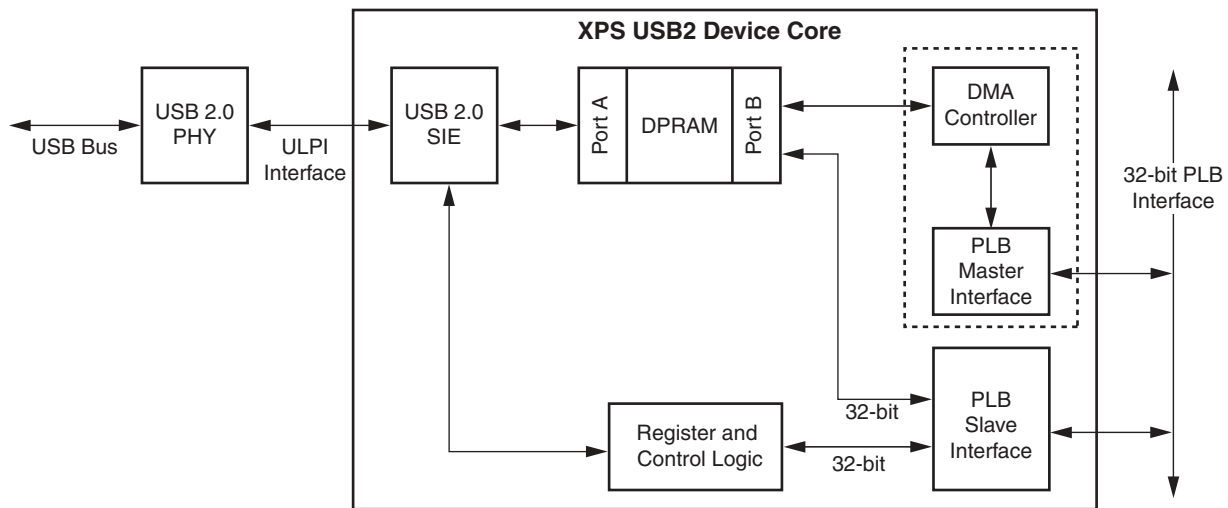 XPS USB2 Device Core
USB Bus
USB 2.0
PHY
ULPI
Interface
USB 2.0
SIE
Port A
DPRAM
Port B
DMA
Controller
PLB
Master
Interface
32-bit PLB
Interface
Register and
Control Logic
32-bit
32-bit
PLB
Slave
Interface